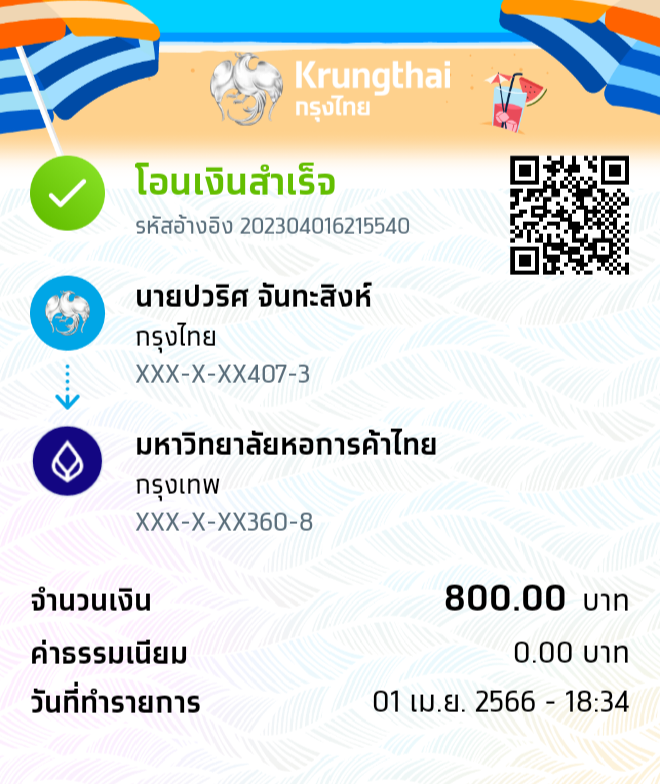 Krungthai
กรุงไทย
โอนเงินสำเร็จ
รหัสอ้างอิง 202304016215540
นายปวริศ จันทะสิงห์
กรุงไทย
XXX-X-XX407-3
มหาวิทยาลัยหอการค้าไทย
กรุงเทพ
XXX-X-XX360-8
จำนวนเงิน 800.00 บาท
ค่าธรรมเนียม 0.00 บาท
วันที่ทำรายการ 01 เม.ย. 2566 - 18:34